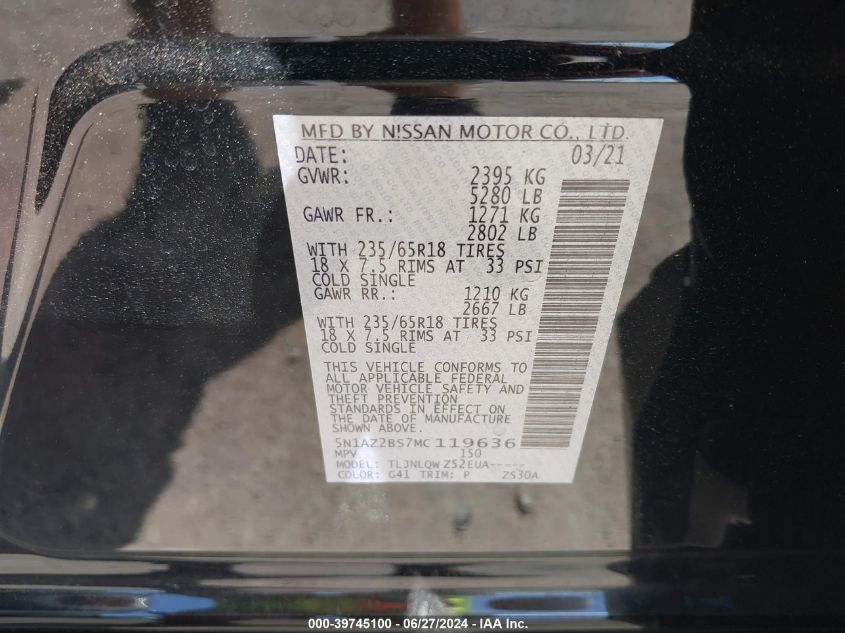 MFD BY NISSAN MOTOR CO., LTD.
DATE: 03/21
GVWR: 2395 KG
5280 LB
GAWR FR.: 1271 KG
2802 LB
WITH 235/65R18 TIRES
18 X 7.5 RIMS AT 33 PSI
COLD SINGLE
GAWR RR.: 1210 KG
2667 LB
WITH 235/65R18 TIRES
18 X 7.5 RIMS AT 33 PSI
COLD SINGLE
THIS VEHICLE CONFORMS TO
ALL APPLICABLE FEDERAL
MOTOR VEHICLE SAFETY AND
THEFT PREVENTION
STANDARDS IN EFFECT ON
THE DATE OF MANUFACTURE
SHOWN ABOVE.
5N1AZ2BS7MC119636
MPV 150
MODEL: TLJNLQW Z52EUA-----
COLOR: G41 TRIM: P ZS30A
000-39745100 - 06/27/2024 - IAA Inc.